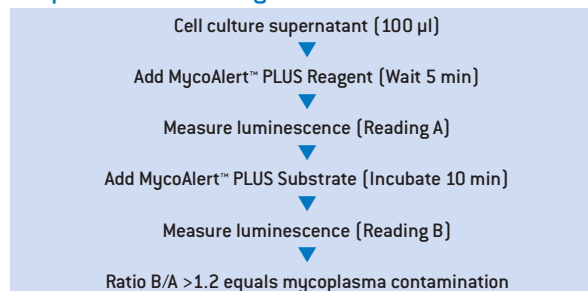 Cell culture supernatant (100 µl)
Add MycoAlert™ PLUS Reagent (Wait 5 min)
Measure luminescence (Reading A)
Add MycoAlert™ PLUS Substrate (Incubate 10 min)
Measure luminescence (Reading B)
Ratio B/A >1.2 equals mycoplasma contamination